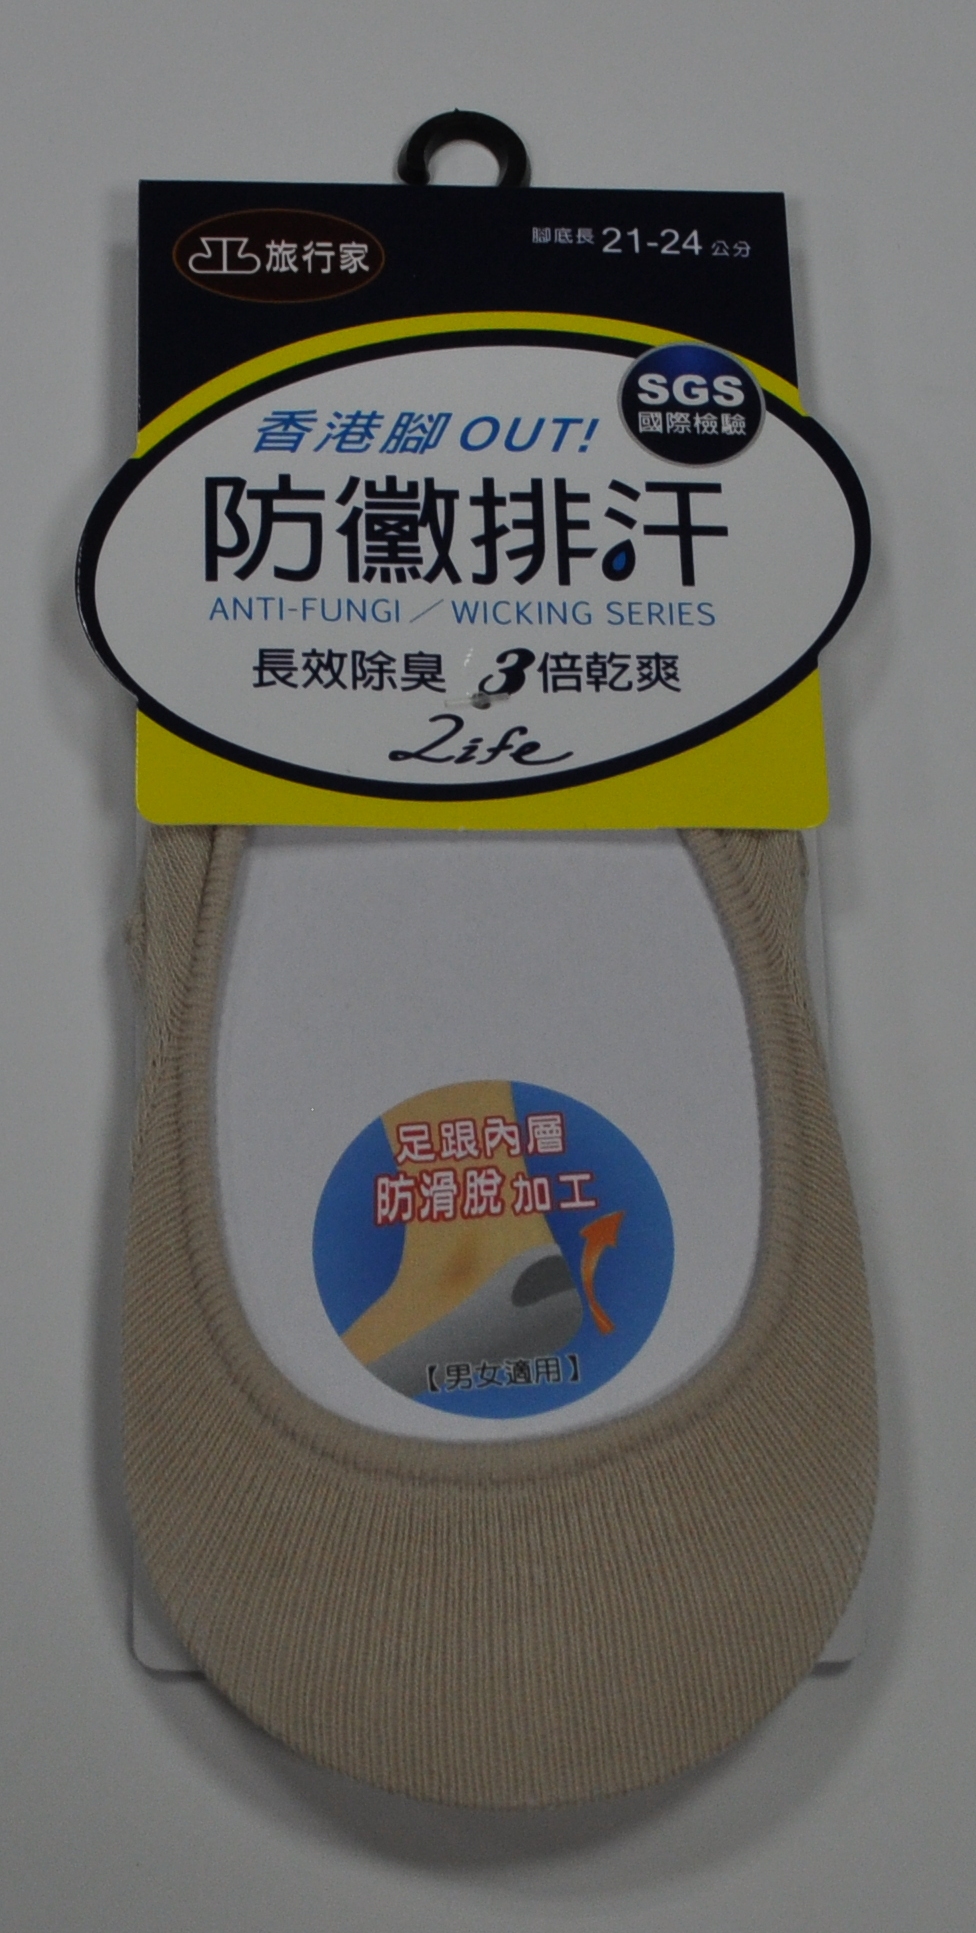 旅行家
腳底長 21-24 公分
SGS
國際檢驗
香港腳 OUT!
防黴排汗
ANTI-FUNGI／WICKING SERIES
長效除臭 3倍乾爽
Life
足跟內層
防滑脫加工
【男女適用】